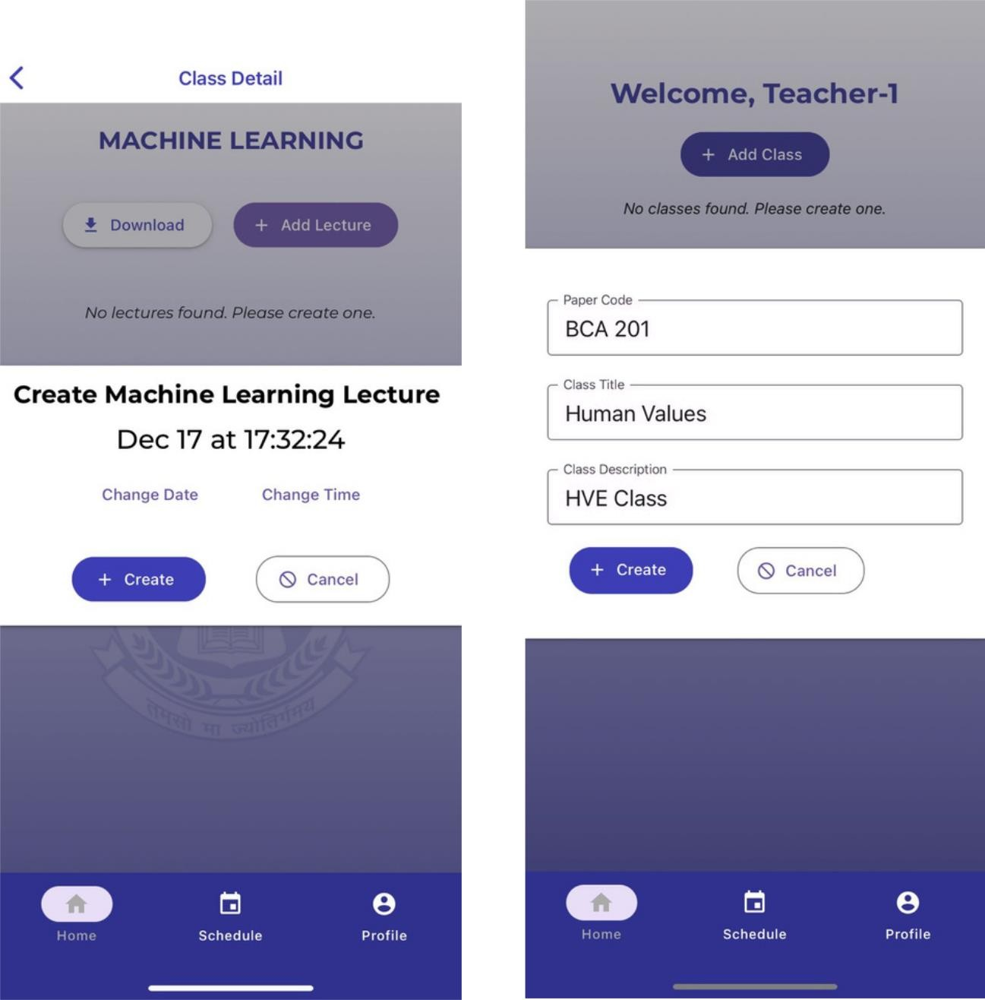 Class Detail
MACHINE LEARNING
Download
Add Lecture
No lectures found. Please create one.
Create Machine Learning Lecture
Dec 17 at 17:32:24
Change Date
Change Time
Create
Cancel
तमसो मा ज्योतिर्गमय
Home
Schedule
Profile
Welcome, Teacher-1
Add Class
No classes found. Please create one.
Paper Code
BCA 201
Class Title
Human Values
Class Description
HVE Class
Create
Cancel
Home
Schedule
Profile